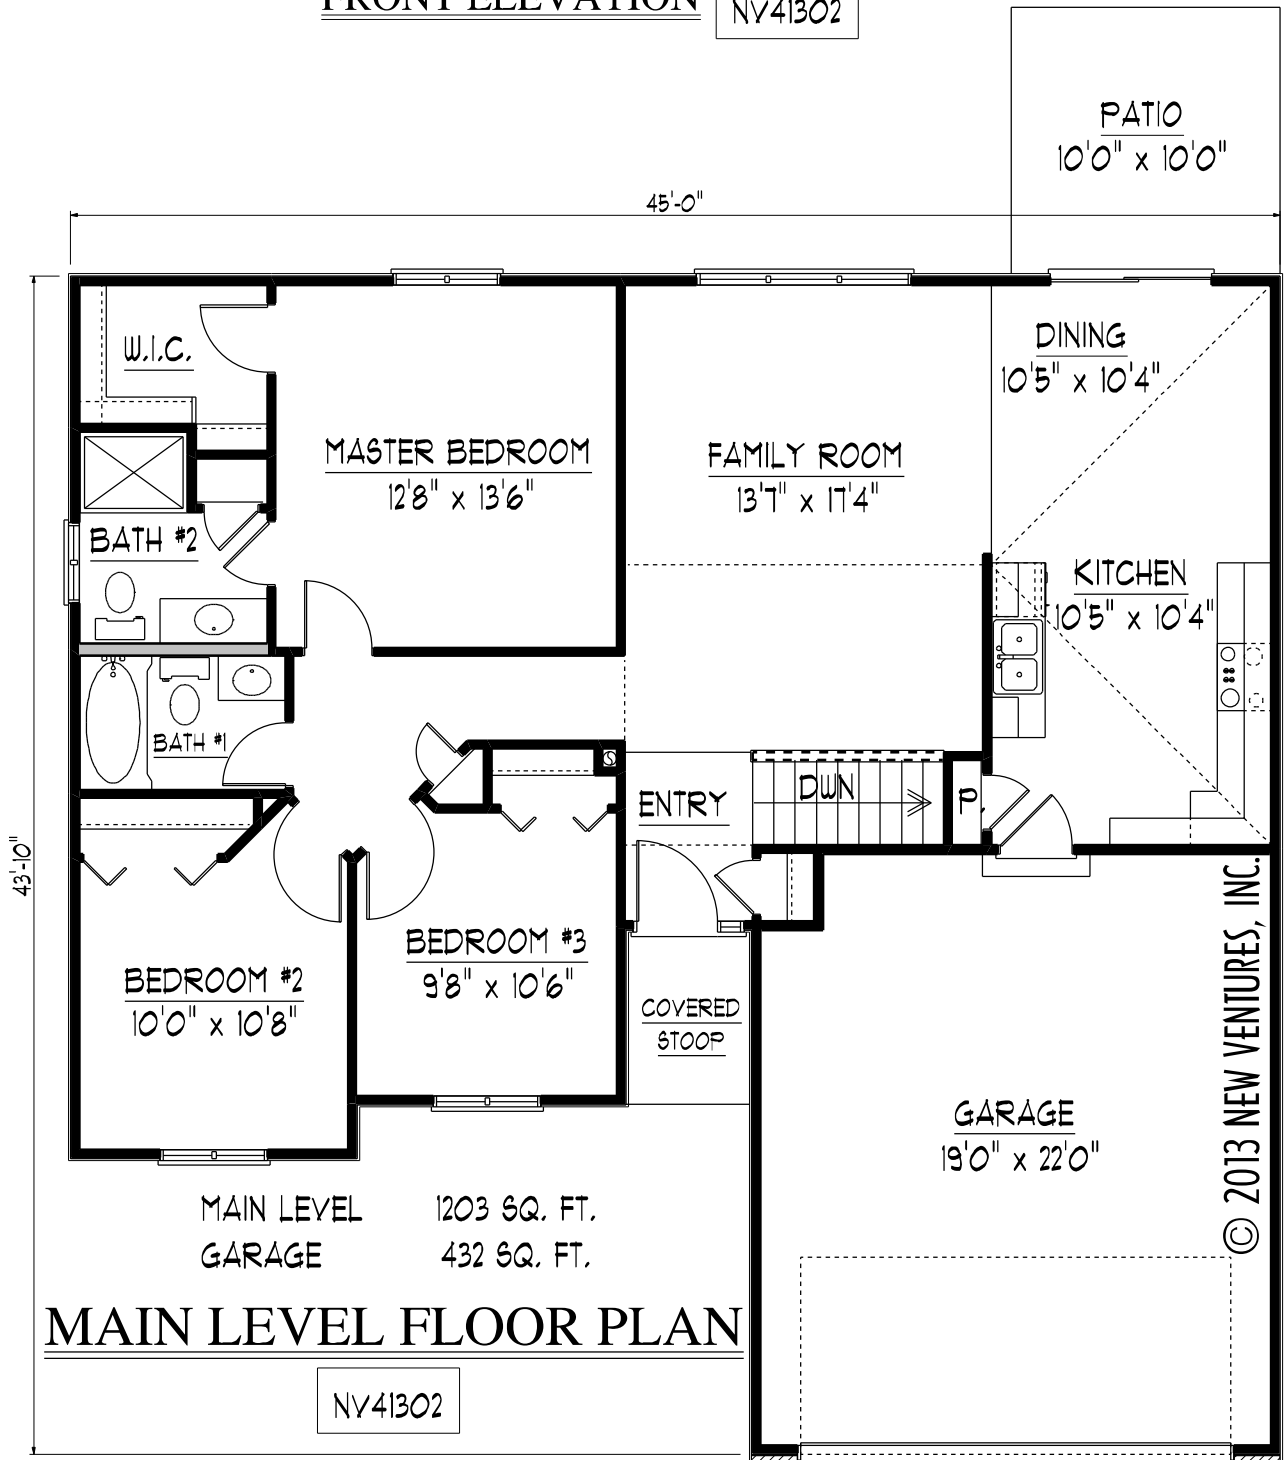 FRONT ELEVATION
NV41302
PATIO
10'0" x 10'0"
45'-0"
W.I.C.
DINING
10'5" x 10'4"
MASTER BEDROOM
12'8" x 13'6"
FAMILY ROOM
13'7" x 17'4"
BATH #2
KITCHEN
10'5" x 10'4"
BATH #1
ENTRY
DWN
P.
43'-10"
BEDROOM #3
9'8" x 10'6"
BEDROOM #2
10'0" x 10'8"
COVERED
STOOP
GARAGE
19'0" x 22'0"
© 2013 NEW VENTURES, INC.
MAIN LEVEL 1203 SQ. FT.
GARAGE 432 SQ. FT.
MAIN LEVEL FLOOR PLAN
NV41302